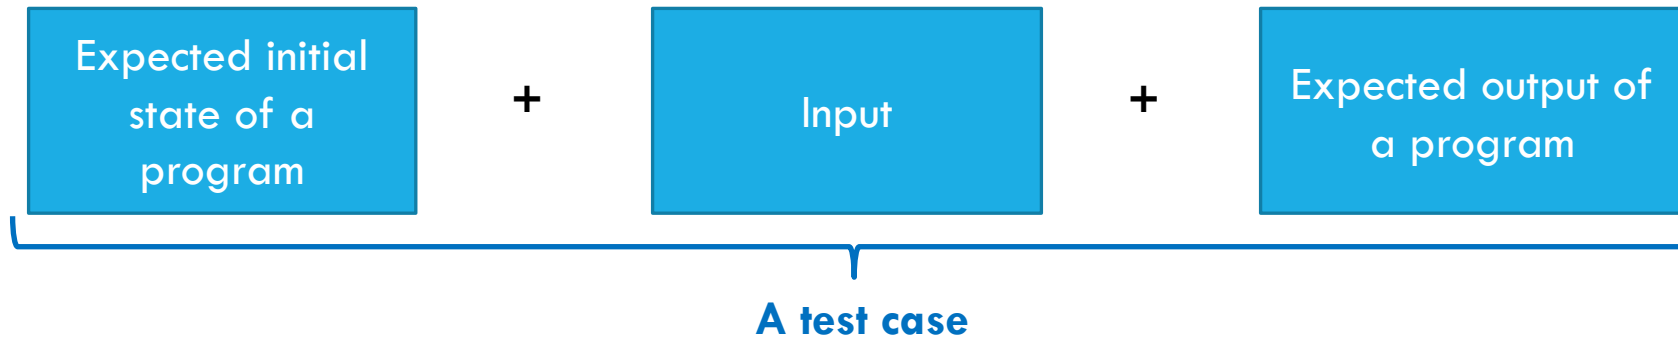 Expected initial
state of a
program
+
Input
+
Expected output of
a program
A test case